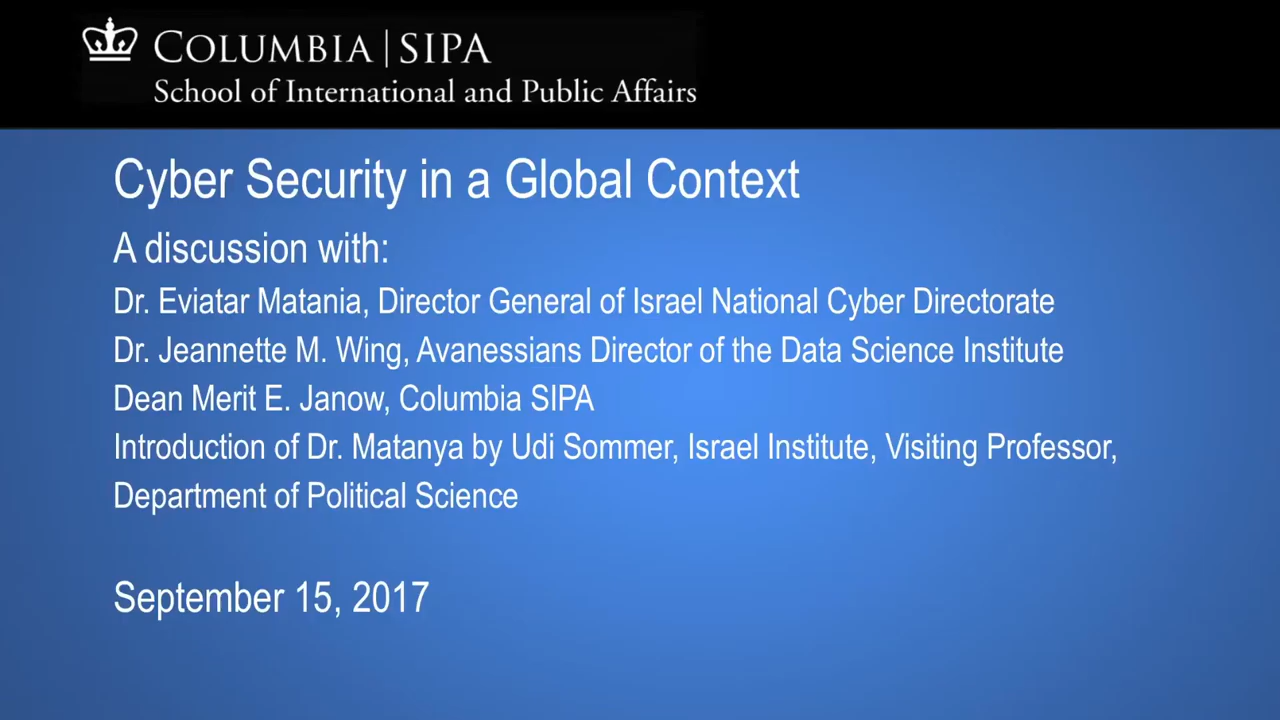 COLUMBIA | SIPA
School of International and Public Affairs
Cyber Security in a Global Context
A discussion with:
Dr. Eviatar Matania, Director General of Israel National Cyber Directorate
Dr. Jeannette M. Wing, Avanessians Director of the Data Science Institute
Dean Merit E. Janow, Columbia SIPA
Introduction of Dr. Matanya by Udi Sommer, Israel Institute, Visiting Professor,
Department of Political Science
September 15, 2017